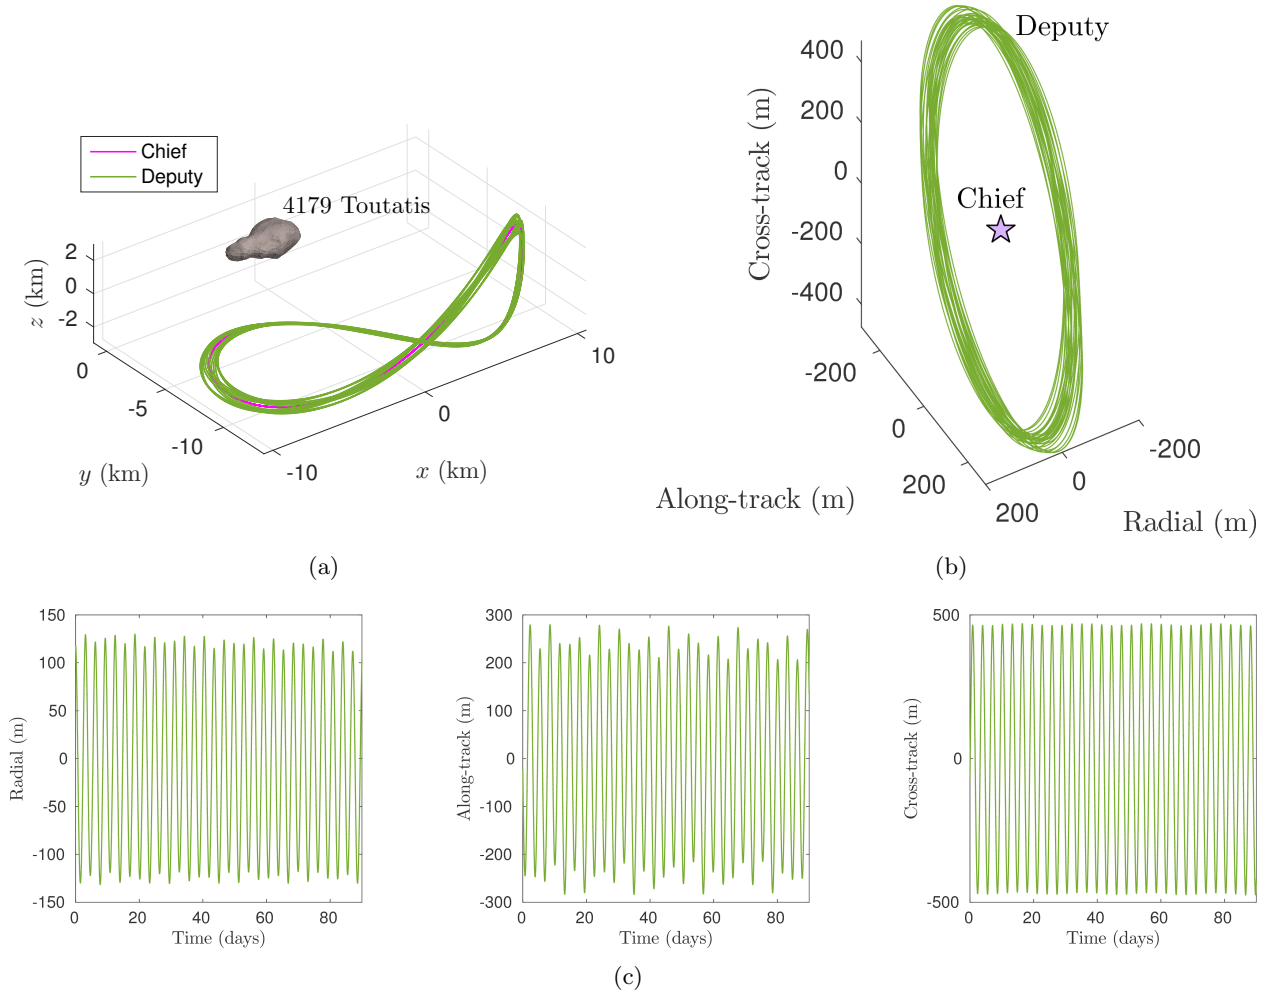 Chief
Deputy
4179 Toutatis
2
0
-2
z (km)
0
-5
-10
y (km)
-10
0
10
x (km)
(a)
Deputy
Chief
400
200
0
-200
-400
Cross-track (m)
-200
0
200
Along-track (m)
200
0
-200
Radial (m)
(b)
150
100
50
0
-50
-100
-150
Radial (m)
0
20
40
60
80
Time (days)
300
200
100
0
-100
-200
-300
Along-track (m)
0
20
40
60
80
Time (days)
500
0
-500
Cross-track (m)
0
20
40
60
80
Time (days)
(c)